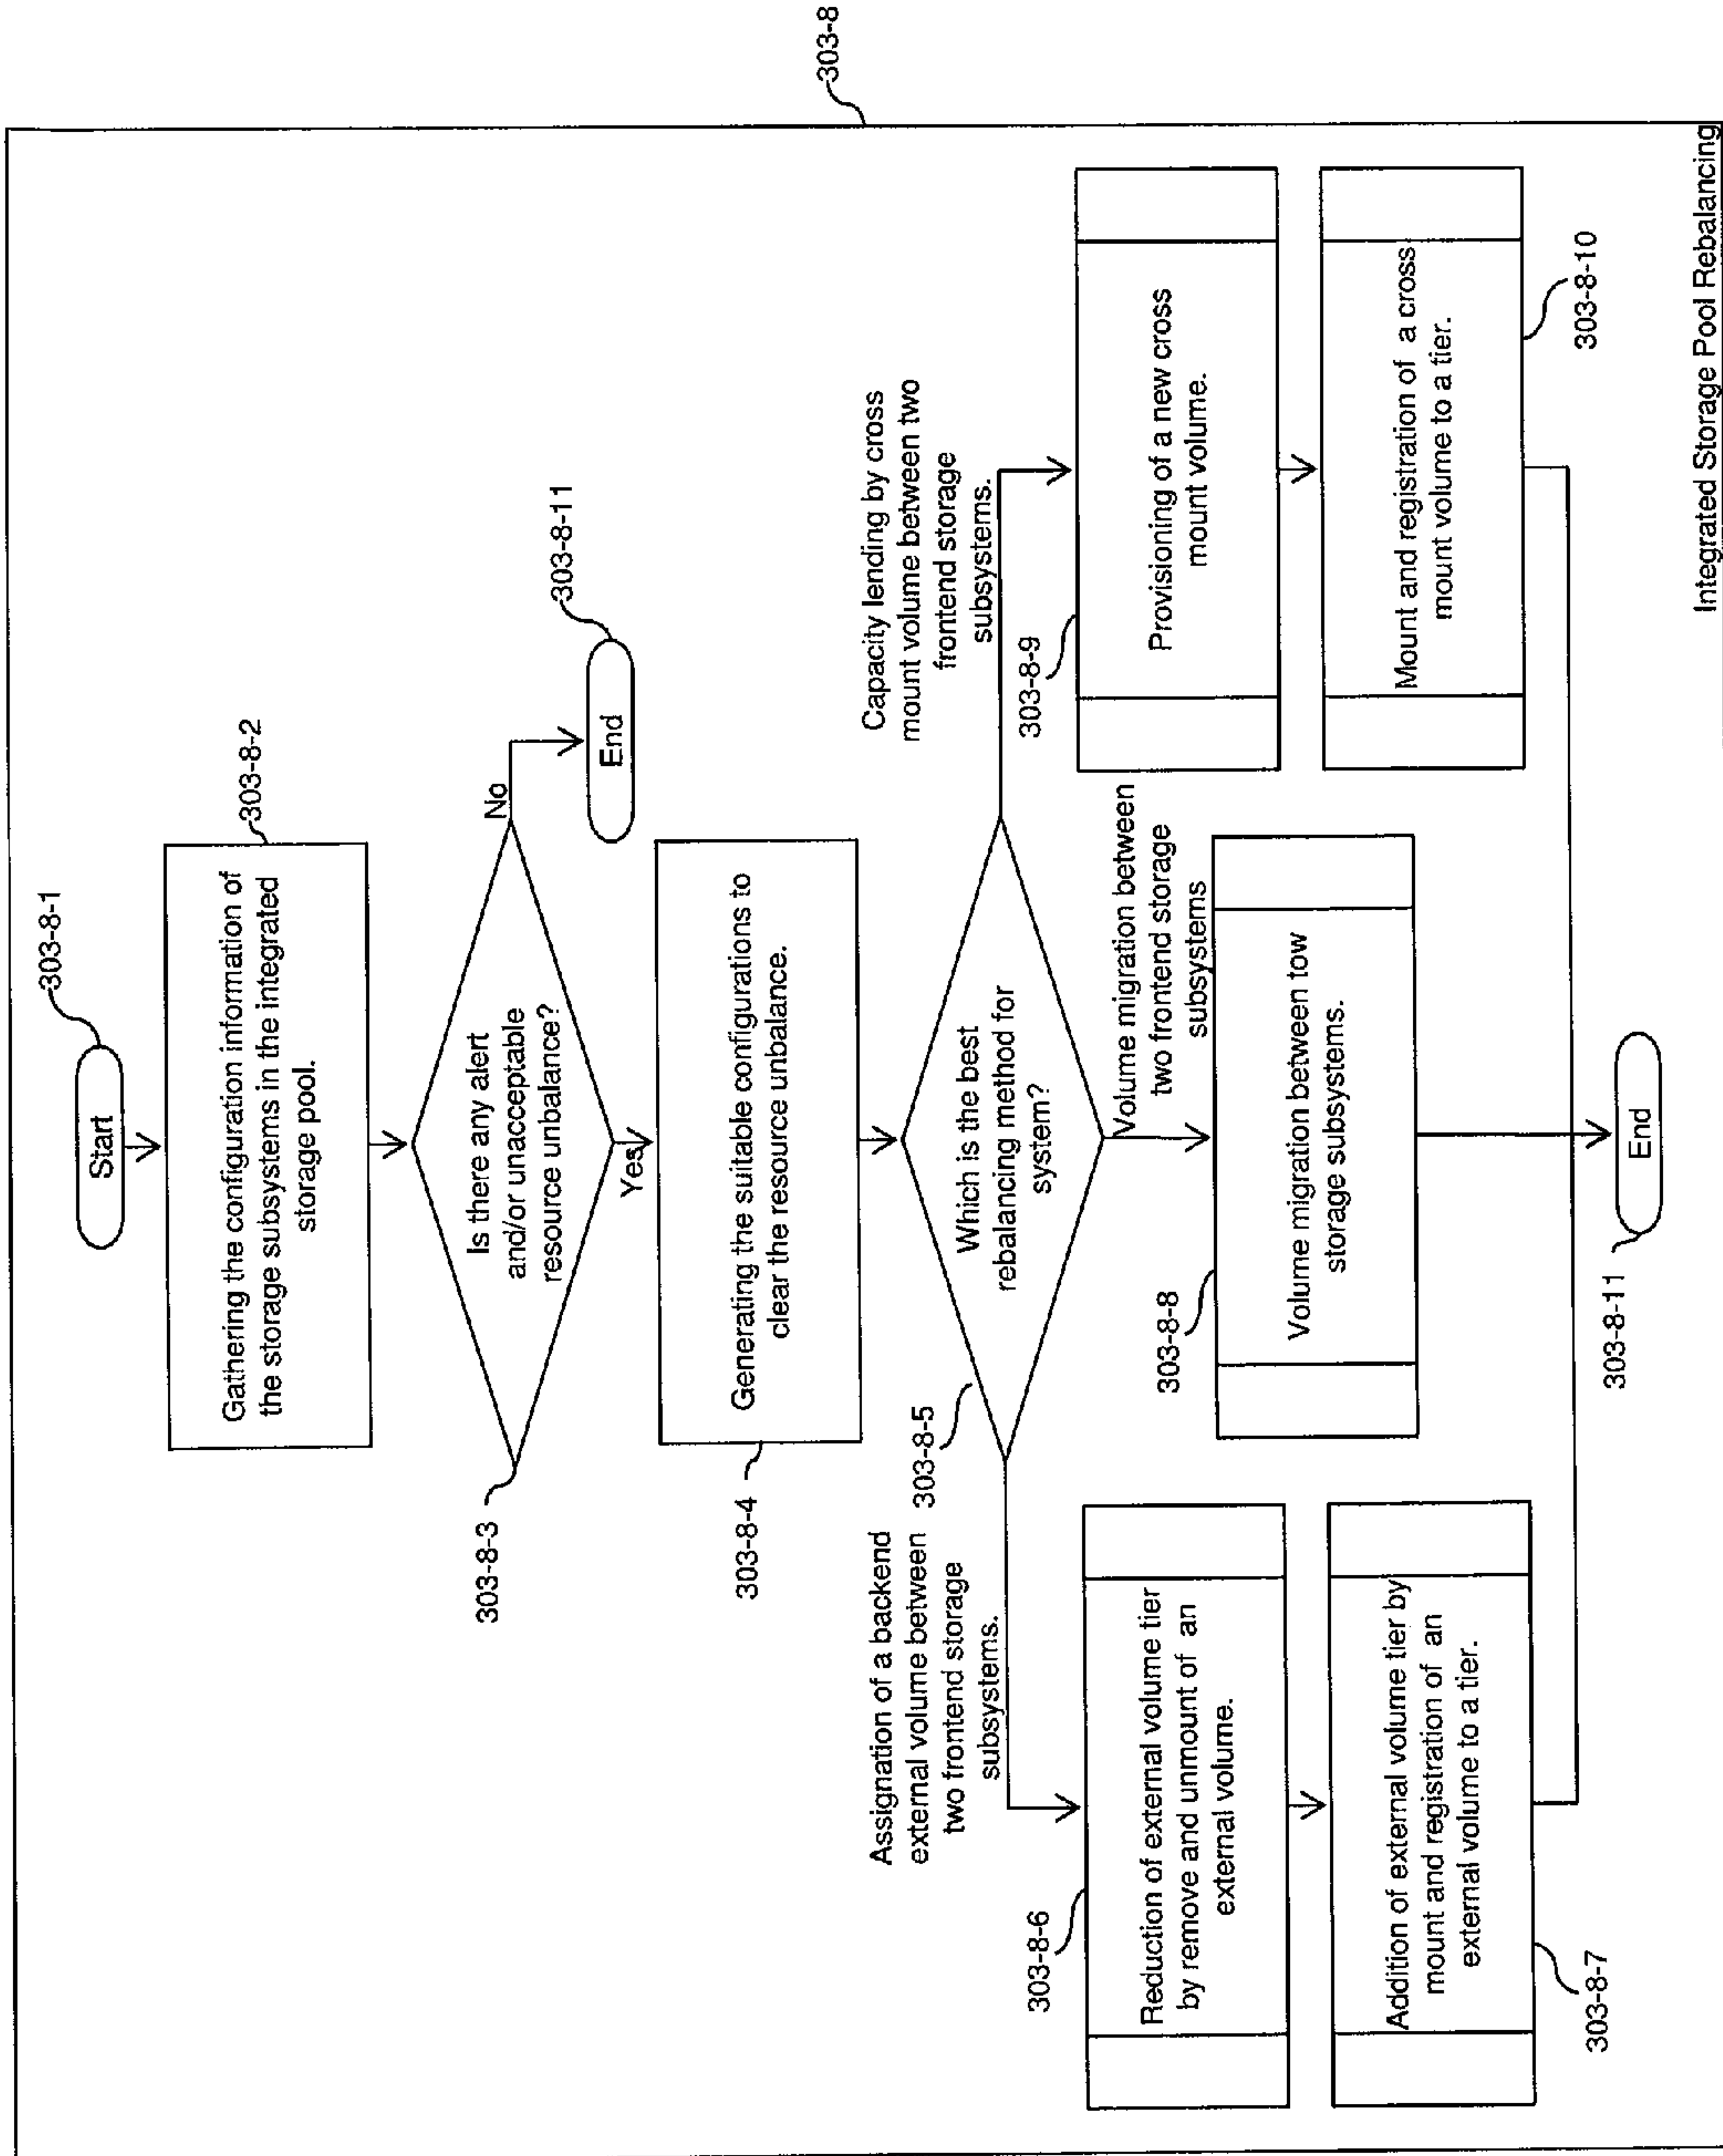 303-8
303-8-1
Start
303-8-2
Gathering the configuration information of
the storage subsystems in the integrated
storage pool.
303-8-3
Is there any alert
and/or unacceptable
resource unbalance?
No
303-8-11
End
Yes
303-8-4
Generating the suitable configurations to
clear the resource unbalance.
303-8-5
Which is the best
rebalancing method for
system?
Assignation of a backend
external volume between
two frontend storage
subsystems.
303-8-6
Reduction of external volume tier
by remove and unmount of an
external volume.
Addition of external volume tier by
mount and registration of an
external volume to a tier.
303-8-7
Volume migration between
two frontend storage
subsystems
303-8-8
Volume migration between tow
storage subsystems.
Capacity lending by cross
mount volume between two
frontend storage
subsystems.
303-8-9
Provisioning of a new cross
mount volume.
Mount and registration of a cross
mount volume to a tier.
303-8-10
303-8-11
End
Integrated Storage Pool Rebalancing